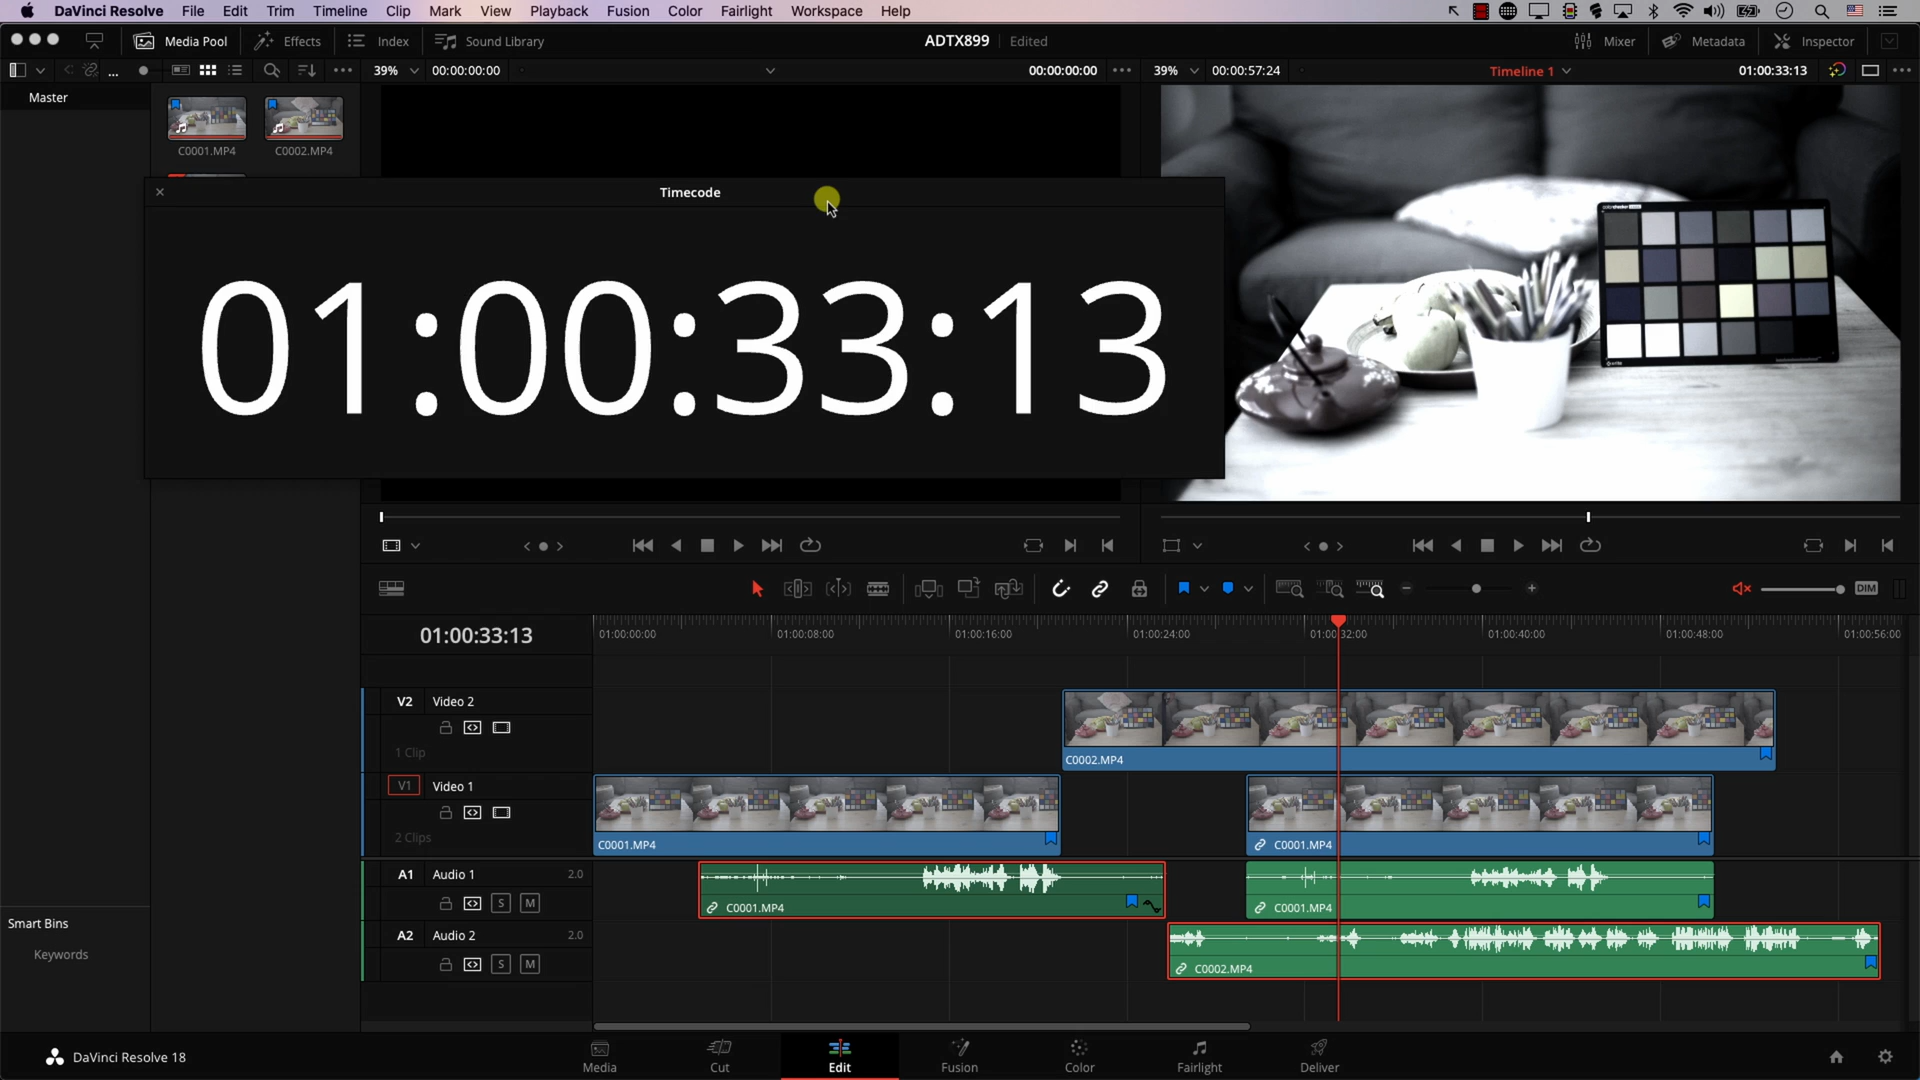 DaVinci Resolve File Edit Trim Timeline Clip Mark View Playback Fusion Color Fairlight Workspace Help
Media Pool Effects Index Sound Library ADTX899 Edited Mixer Metadata Inspector
... 39% 00:00:00:00 00:00:00:00 39% 00:00:57:24 Timeline 1 01:00:33:13
Master
C0001.MP4 C0002.MP4
Timecode
01:00:33:13
01:00:33:13
DIM
01:00:00:00 01:00:08:00 01:00:16:00 01:00:24:00 01:00:32:00 01:00:40:00 01:00:48:00 01:00:56:00
V2 Video 2
1 Clip
C0002.MP4
V1 Video 1
2 Clips
C0001.MP4 C0001.MP4
A1 Audio 1 2.0
S M
C0001.MP4 C0001.MP4
A2 Audio 2 2.0
S M
C0002.MP4
Smart Bins
Keywords
DaVinci Resolve 18
Media Cut Edit Fusion Color Fairlight Deliver